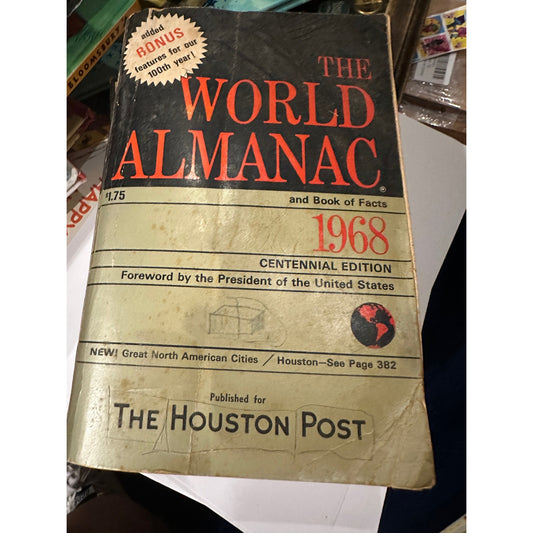 added
BONUS
features for our
100th year!
THE
WORLD
ALMANAC®
$1.75
and Book of Facts
1968
CENTENNIAL EDITION
Foreword by the President of the United States
NEW! Great North American Cities / Houston—See Page 382
Published for
THE HOUSTON POST